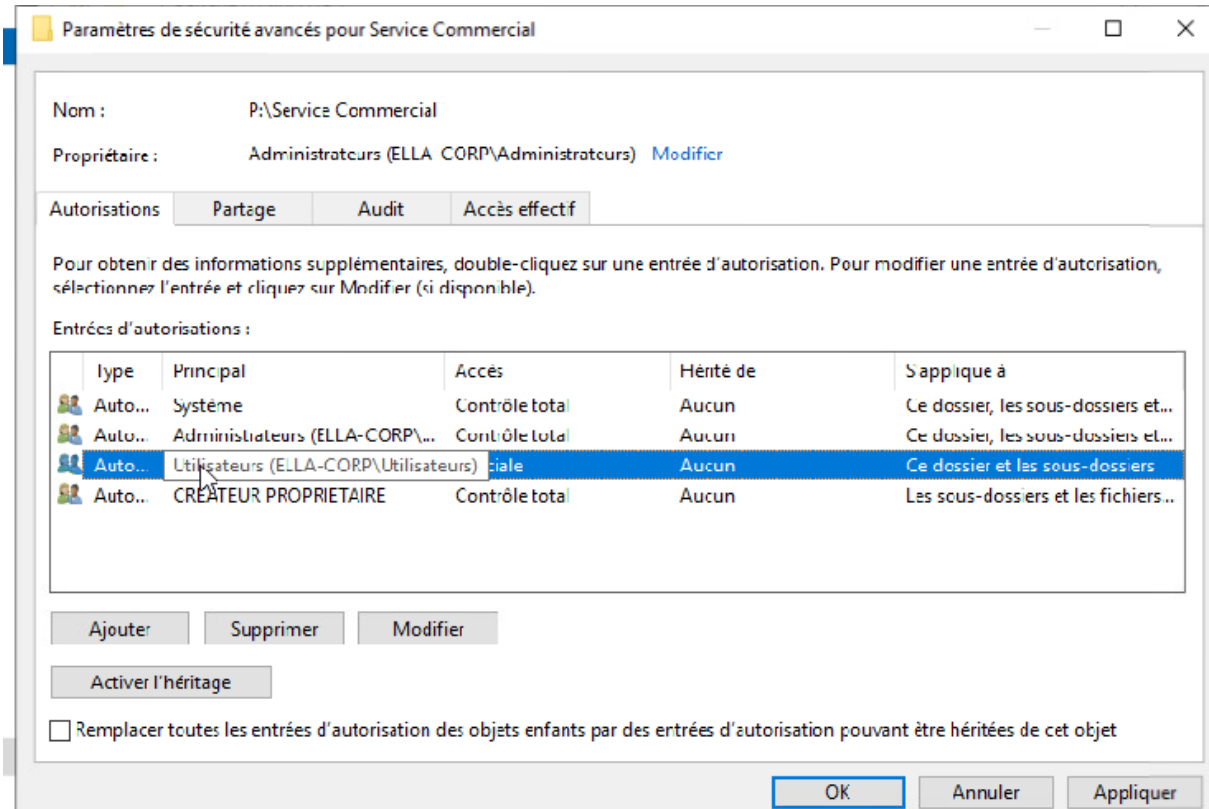 Paramètres de sécurité avancés pour Service Commercial
Nom : P:\Service Commercial
Propriétaire : Administrateurs (ELLA-CORP\Administrateurs) Modifier
Autorisations Partage Audit Accès effectif
Pour obtenir des informations supplémentaires, double-cliquez sur une entrée d'autorisation. Pour modifier une entrée d'autorisation,
sélectionnez l'entrée et cliquez sur Modifier (si disponible).
Entrées d'autorisations :
Type Principal Accès Hérité de S'applique à
Auto... Système Contrôle total Aucun Ce dossier, les sous-dossiers et...
Auto... Administrateurs (ELLA-CORP\... Contrôle total Aucun Ce dossier, les sous-dossiers et...
Auto... Utilisateurs (ELLA-CORP\Utilisateurs) ciale Aucun Ce dossier et les sous-dossiers
Auto... CREATEUR PROPRIETAIRE Contrôle total Aucun Les sous-dossiers et les fichiers...
Ajouter Supprimer Modifier
Activer l'héritage
Remplacer toutes les entrées d'autorisation des objets enfants par des entrées d'autorisation pouvant être héritées de cet objet
OK Annuler Appliquer